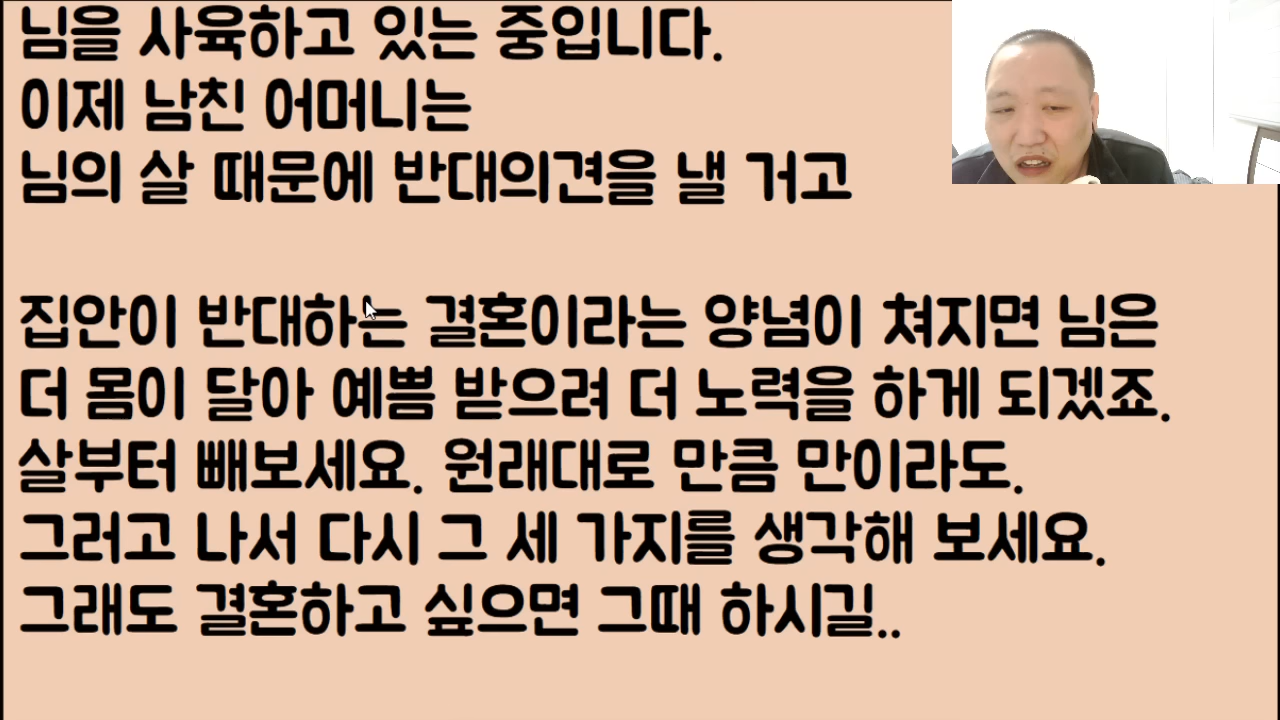 님을 사육하고 있는 중입니다.
이제 남친 어머니는
님의 살 때문에 반대의견을 낼 거고
집안이 반대하는 결혼이라는 양념이 쳐지면 님은
더 몸이 달아 예쁨 받으려 더 노력을 하게 되겠죠.
살부터 빼보세요. 원래대로 만큼 만이라도.
그러고 나서 다시 그 세 가지를 생각해 보세요.
그래도 결혼하고 싶으면 그때 하시길..